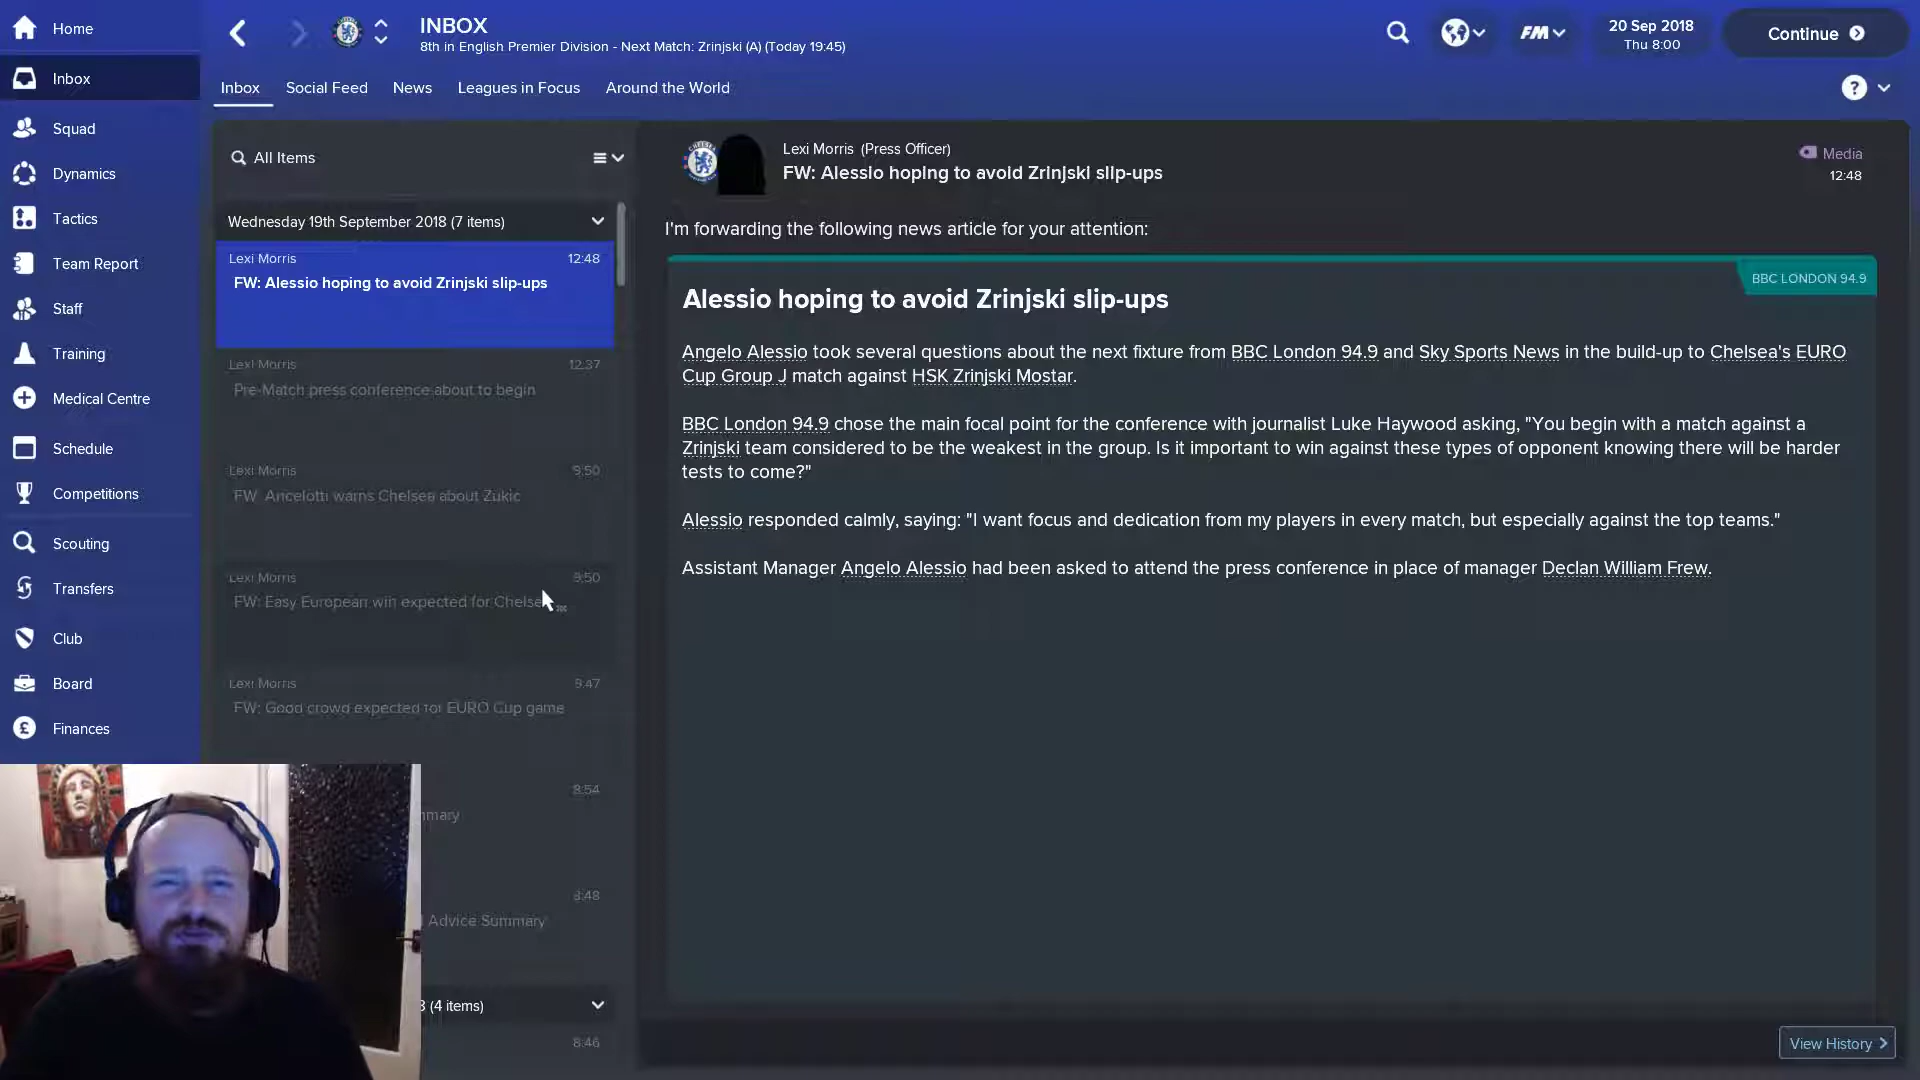 Home
Inbox
Squad
Dynamics
Tactics
Team Report
Staff
Training
Medical Centre
Schedule
Competitions
Scouting
Transfers
Club
Board
Finances
INBOX
8th in English Premier Division - Next Match: Zrinjski (A) (Today 19:45)
FM
20 Sep 2018
Thu 8:00
Continue
Inbox Social Feed News Leagues in Focus Around the World
All Items
Wednesday 19th September 2018 (7 items)
Lexi Morris 12:48
FW: Alessio hoping to avoid Zrinjski slip-ups
Lexi Morris 12:37
Pre-Match press conference about to begin
Lexi Morris 9:50
FW: Ancelotti warns Chelsea about Zukic
Lexi Morris 9:50
FW: Easy European win expected for Chelsea
Lexi Morris 9:47
FW: Good crowd expected for EURO Cup game
8:54
mmary
8:48
Advice Summary
8 (4 items)
8:46
Lexi Morris (Press Officer)
FW: Alessio hoping to avoid Zrinjski slip-ups
Media
12:48
I'm forwarding the following news article for your attention:
BBC LONDON 94.9
Alessio hoping to avoid Zrinjski slip-ups
Angelo Alessio took several questions about the next fixture from BBC London 94.9 and Sky Sports News in the build-up to Chelsea's EURO
Cup Group J match against HSK Zrinjski Mostar.
BBC London 94.9 chose the main focal point for the conference with journalist Luke Haywood asking, "You begin with a match against a
Zrinjski team considered to be the weakest in the group. Is it important to win against these types of opponent knowing there will be harder
tests to come?"
Alessio responded calmly, saying: "I want focus and dedication from my players in every match, but especially against the top teams."
Assistant Manager Angelo Alessio had been asked to attend the press conference in place of manager Declan William Frew.
View History